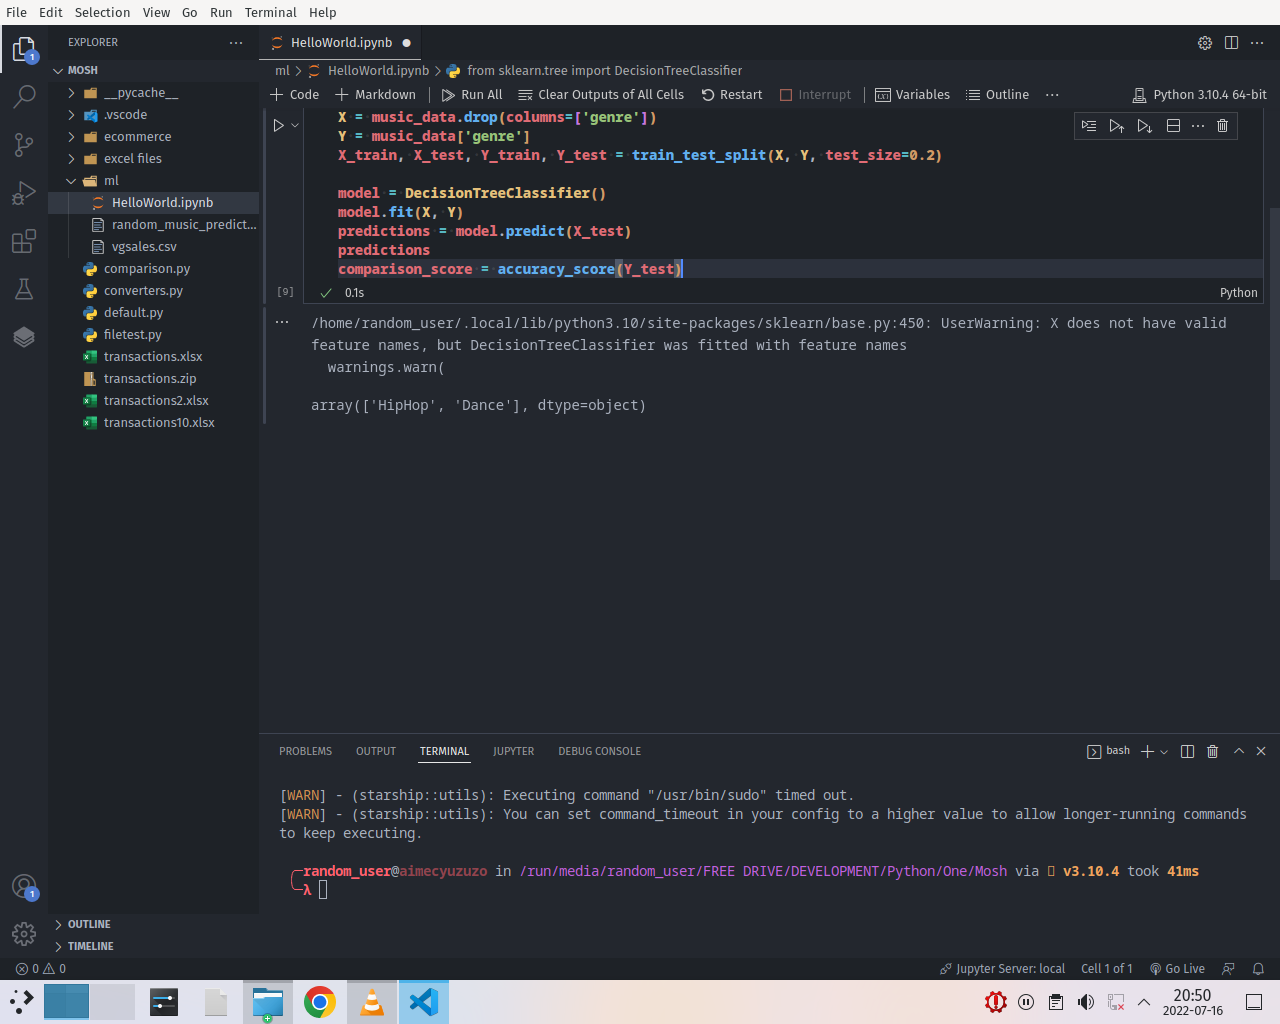 File Edit Selection View Go Run Terminal Help
EXPLORER
HelloWorld.ipynb
MOSH
ml HelloWorld.ipynb from sklearn.tree import DecisionTreeClassifier
__pycache__
.vscode
ecommerce
excel files
ml
HelloWorld.ipynb
random_music_predict...
vgsales.csv
comparison.py
converters.py
default.py
filetest.py
transactions.xlsx
transactions.zip
transactions2.xlsx
transactions10.xlsx
OUTLINE
TIMELINE
Code Markdown Run All Clear Outputs of All Cells Restart Interrupt Variables Outline ... Python 3.10.4 64-bit
X = music_data.drop(columns=['genre'])
Y = music_data['genre']
X_train, X_test, Y_train, Y_test = train_test_split(X, Y, test_size=0.2)
model = DecisionTreeClassifier()
model.fit(X, Y)
predictions = model.predict(X_test)
predictions
comparison_score = accuracy_score(Y_test)
[9] 0.1s Python
/home/random_user/.local/lib/python3.10/site-packages/sklearn/base.py:450: UserWarning: X does not have valid
feature names, but DecisionTreeClassifier was fitted with feature names
warnings.warn(
array(['HipHop', 'Dance'], dtype=object)
PROBLEMS OUTPUT TERMINAL JUPYTER DEBUG CONSOLE bash
[WARN] - (starship::utils): Executing command "/usr/bin/sudo" timed out.
[WARN] - (starship::utils): You can set command_timeout in your config to a higher value to allow longer-running commands
to keep executing.
random_user@aimecyuzuzo in /run/media/random_user/FREE DRIVE/DEVELOPMENT/Python/One/Mosh via v3.10.4 took 41ms
λ
1
1
0 0 Jupyter Server: local Cell 1 of 1 Go Live
20:50
2022-07-16